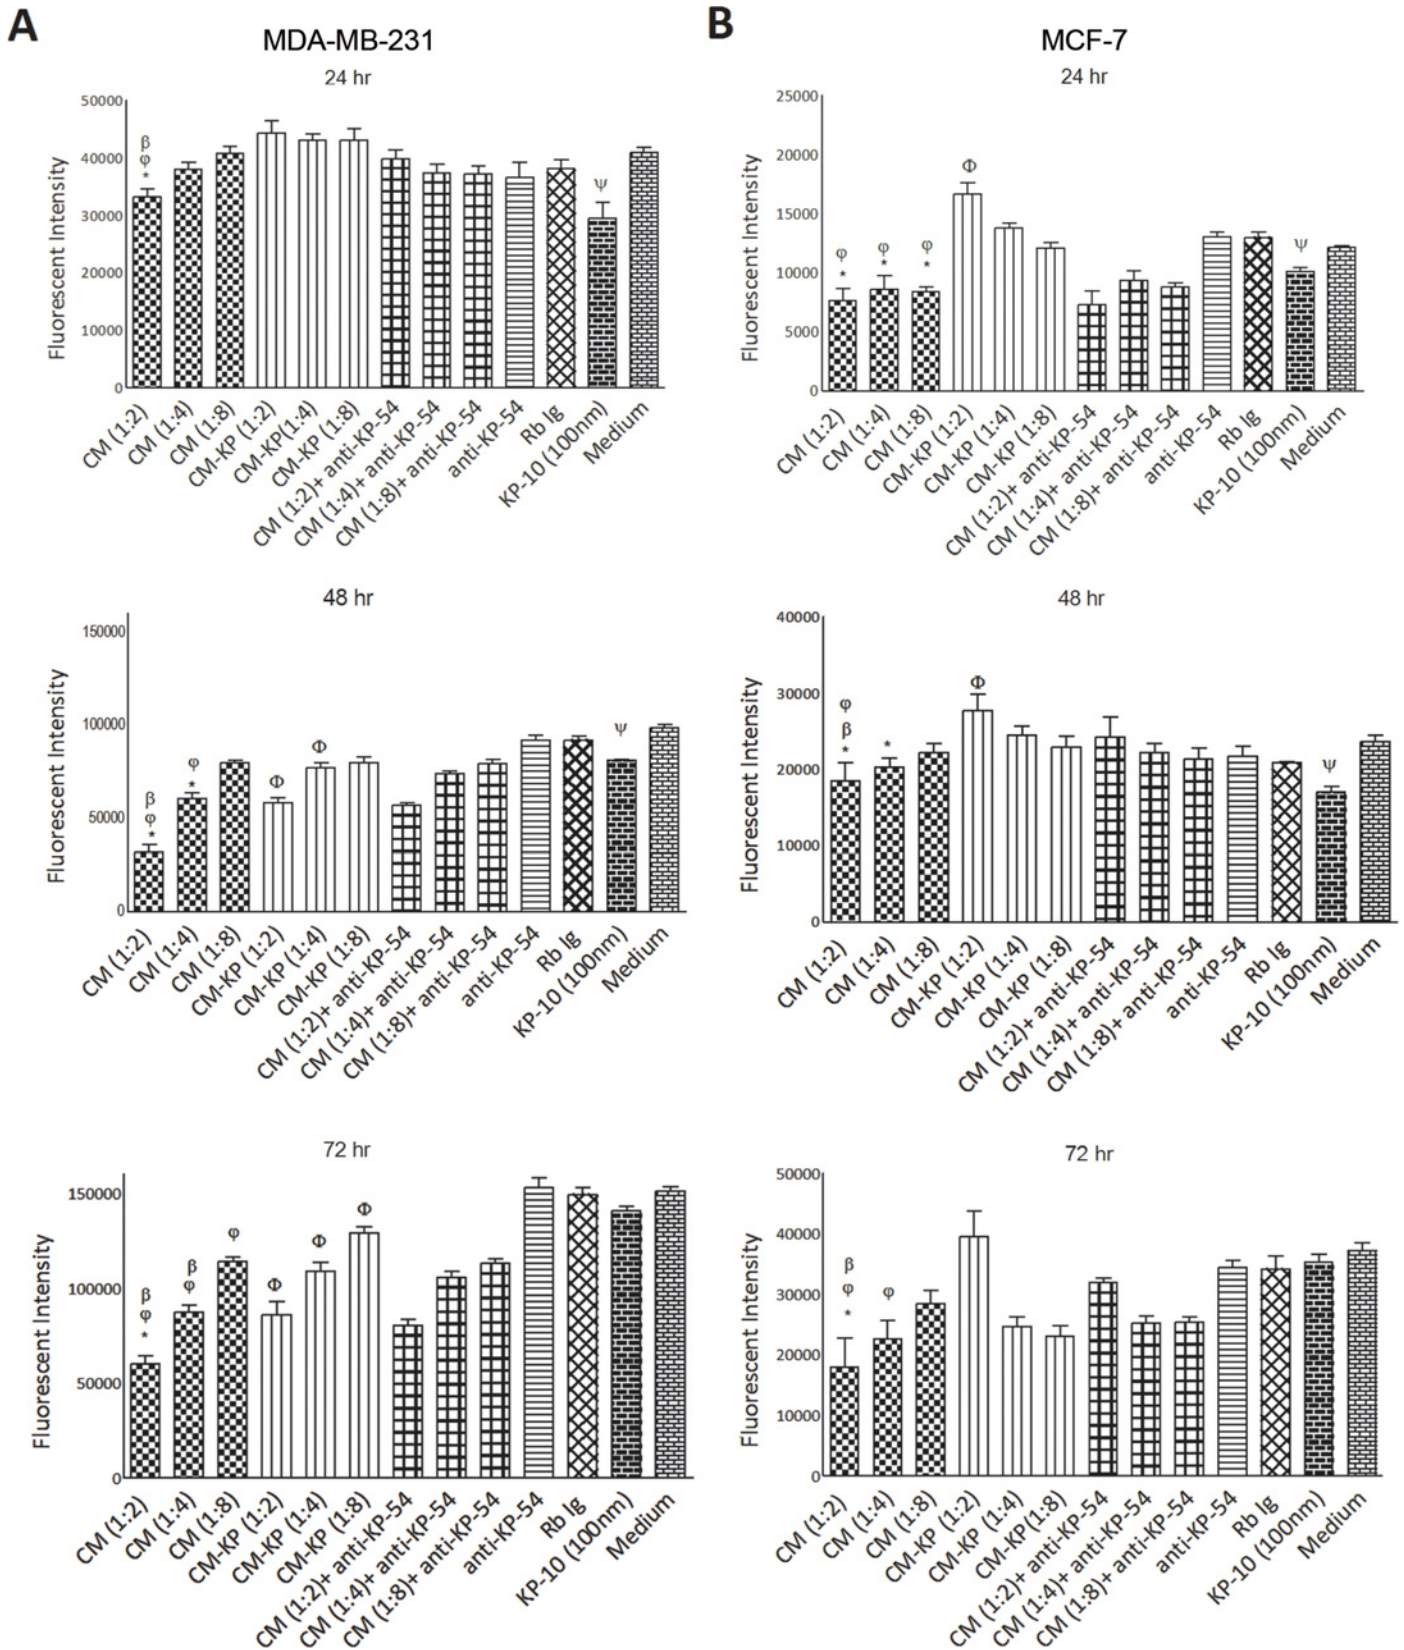 A
MDA-MB-231
24 hr
Fluorescent Intensity
50000
40000
30000
20000
10000
0
β
φ
*
ψ
CM (1:2)
CM (1:4)
CM (1:8)
CM-KP (1:2)
CM-KP(1:4)
CM-KP (1:8)
CM (1:2)+ anti-KP-54
CM (1:4)+ anti-KP-54
CM (1:8)+ anti-KP-54
anti-KP-54
Rb Ig
KP-10 (100nm)
Medium
48 hr
Fluorescent Intensity
150000
100000
50000
0
β
φ
*
φ
*
Φ
Φ
ψ
CM (1:2)
CM (1:4)
CM (1:8)
CM-KP (1:2)
CM-KP (1:4)
CM-KP (1:8)
CM (1:2)+ anti-KP-54
CM (1:4)+ anti-KP-54
CM (1:8)+ anti-KP-54
anti-KP-54
Rb Ig
KP-10 (100nm)
Medium
72 hr
Fluorescent Intensity
150000
100000
50000
0
β
φ
*
β
φ
φ
Φ
Φ
Φ
CM (1:2)
CM (1:4)
CM (1:8)
CM-KP (1:2)
CM-KP (1:4)
CM-KP (1:8)
CM (1:2)+ anti-KP-54
CM (1:4)+ anti-KP-54
CM (1:8)+ anti-KP-54
anti-KP-54
Rb Ig
KP-10 (100nm)
Medium
B
MCF-7
24 hr
Fluorescent Intensity
25000
20000
15000
10000
5000
0
φ
*
φ
*
φ
*
Φ
ψ
CM (1:2)
CM (1:4)
CM (1:8)
CM-KP (1:2)
CM-KP (1:4)
CM-KP (1:8)
CM (1:2)+ anti-KP-54
CM (1:4)+ anti-KP-54
CM (1:8)+ anti-KP-54
anti-KP-54
Rb Ig
KP-10 (100nm)
Medium
48 hr
Fluorescent Intensity
40000
30000
20000
10000
0
φ
β
*
*
Φ
ψ
CM (1:2)
CM (1:4)
CM (1:8)
CM-KP (1:2)
CM-KP (1:4)
CM-KP (1:8)
CM (1:2)+ anti-KP-54
CM (1:4)+ anti-KP-54
CM (1:8)+ anti-KP-54
anti-KP-54
Rb Ig
KP-10 (100nm)
Medium
72 hr
Fluorescent Intensity
50000
40000
30000
20000
10000
0
β
φ
*
φ
CM (1:2)
CM (1:4)
CM (1:8)
CM-KP (1:2)
CM-KP (1:4)
CM-KP(1:8)
CM (1:2)+ anti-KP-54
CM (1:4)+ anti-KP-54
CM (1:8)+ anti-KP-54
anti-KP-54
Rb Ig
KP-10 (100nm)
Medium